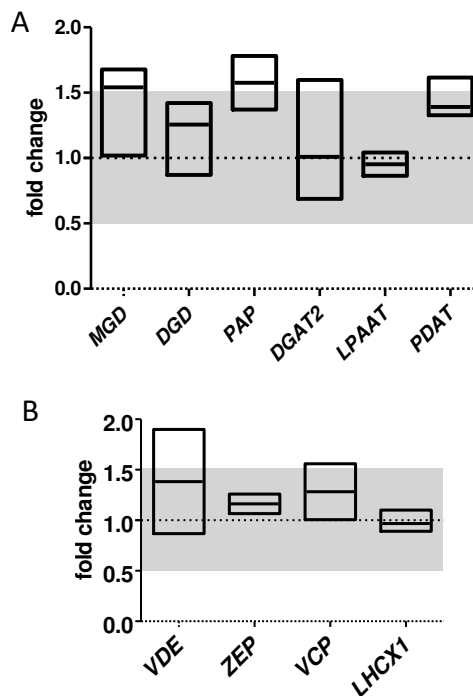 A
fold change
2.0
1.5
1.0
0.5
0.0
MGD DGD PAP DGAT2 LPAAT PDAT
B
fold change
2.0
1.5
1.0
0.5
0.0
VDE ZEP VCP LHCX1